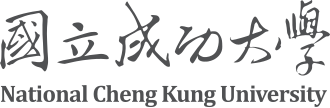 國立成功大學
National Cheng Kung University